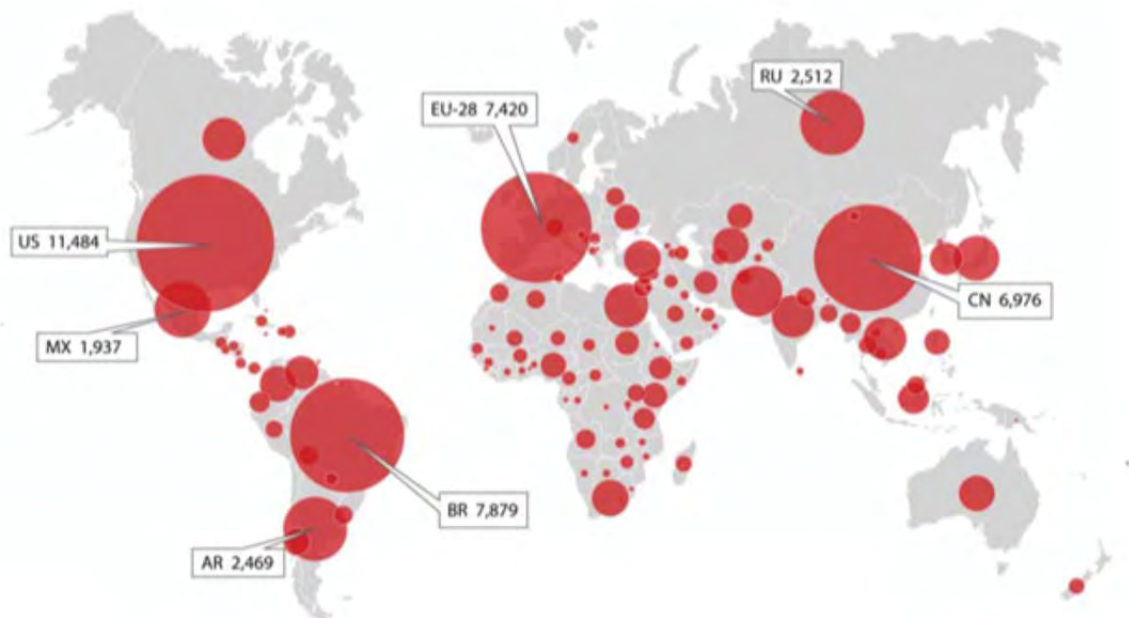 RU 2,512
EU-28 7,420
US 11,484
CN 6,976
MX 1,937
BR 7,879
AR 2,469